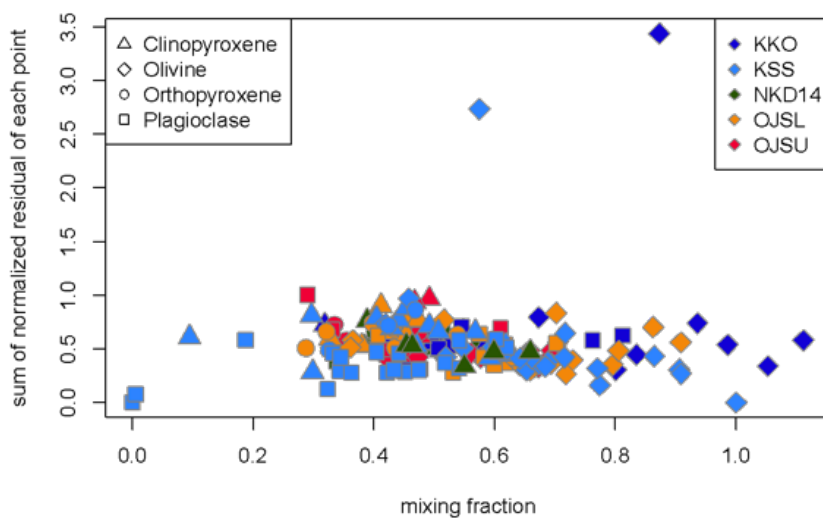 sum of normalized residual of each point
3.5
3.0
2.5
2.0
1.5
1.0
0.5
0.0
Clinopyroxene
Olivine
Orthopyroxene
Plagioclase
KKO
KSS
NKD14
OJSL
OJSU
0.0 0.2 0.4 0.6 0.8 1.0
mixing fraction